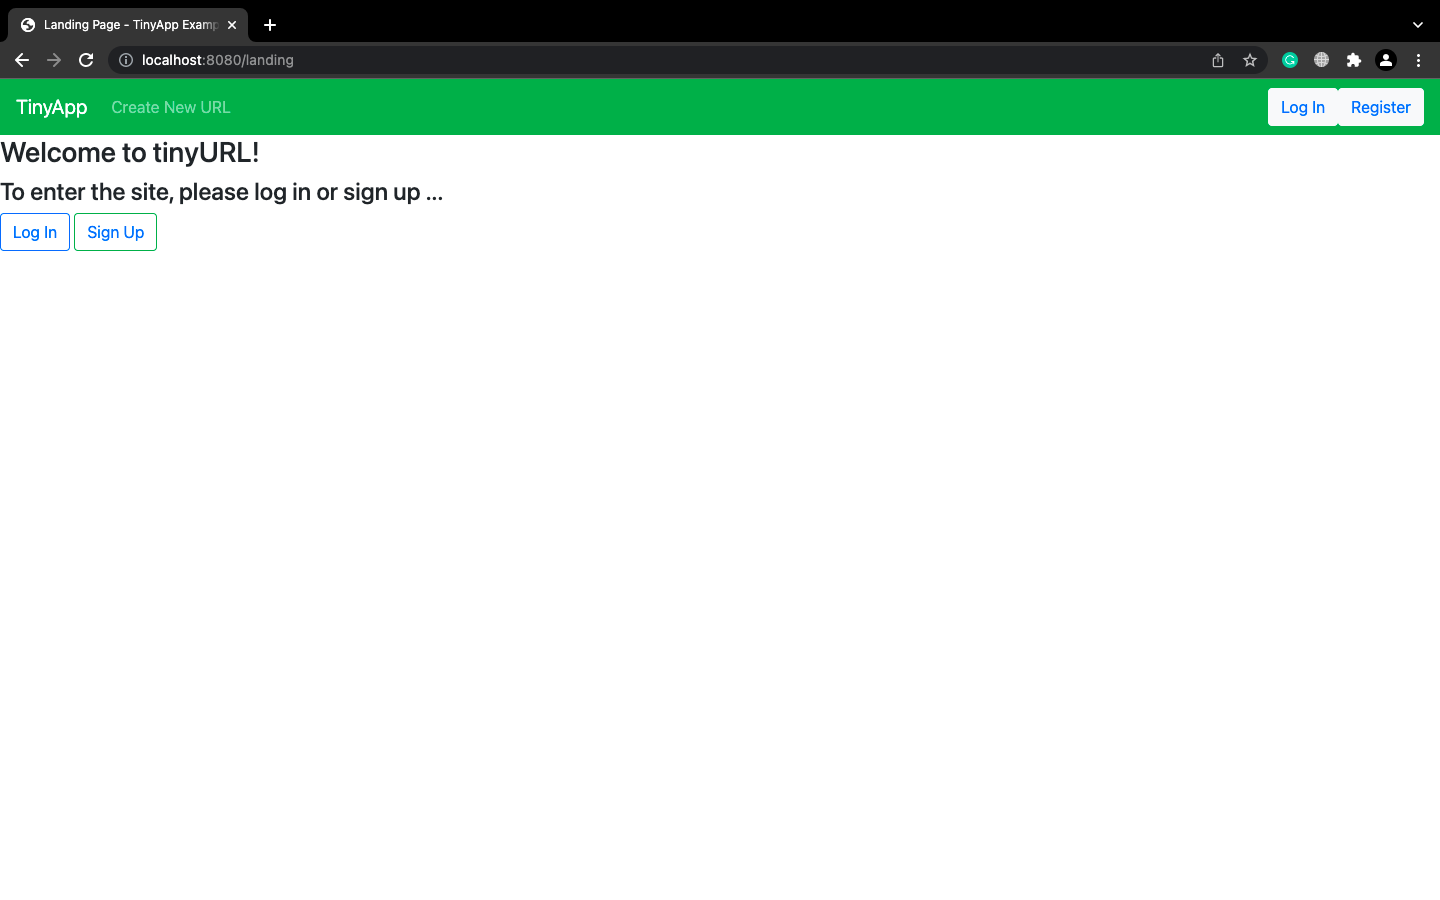 Landing Page - TinyApp Examp
localhost:8080/landing
TinyApp Create New URL Log In Register
Welcome to tinyURL!
To enter the site, please log in or sign up ...
Log In Sign Up